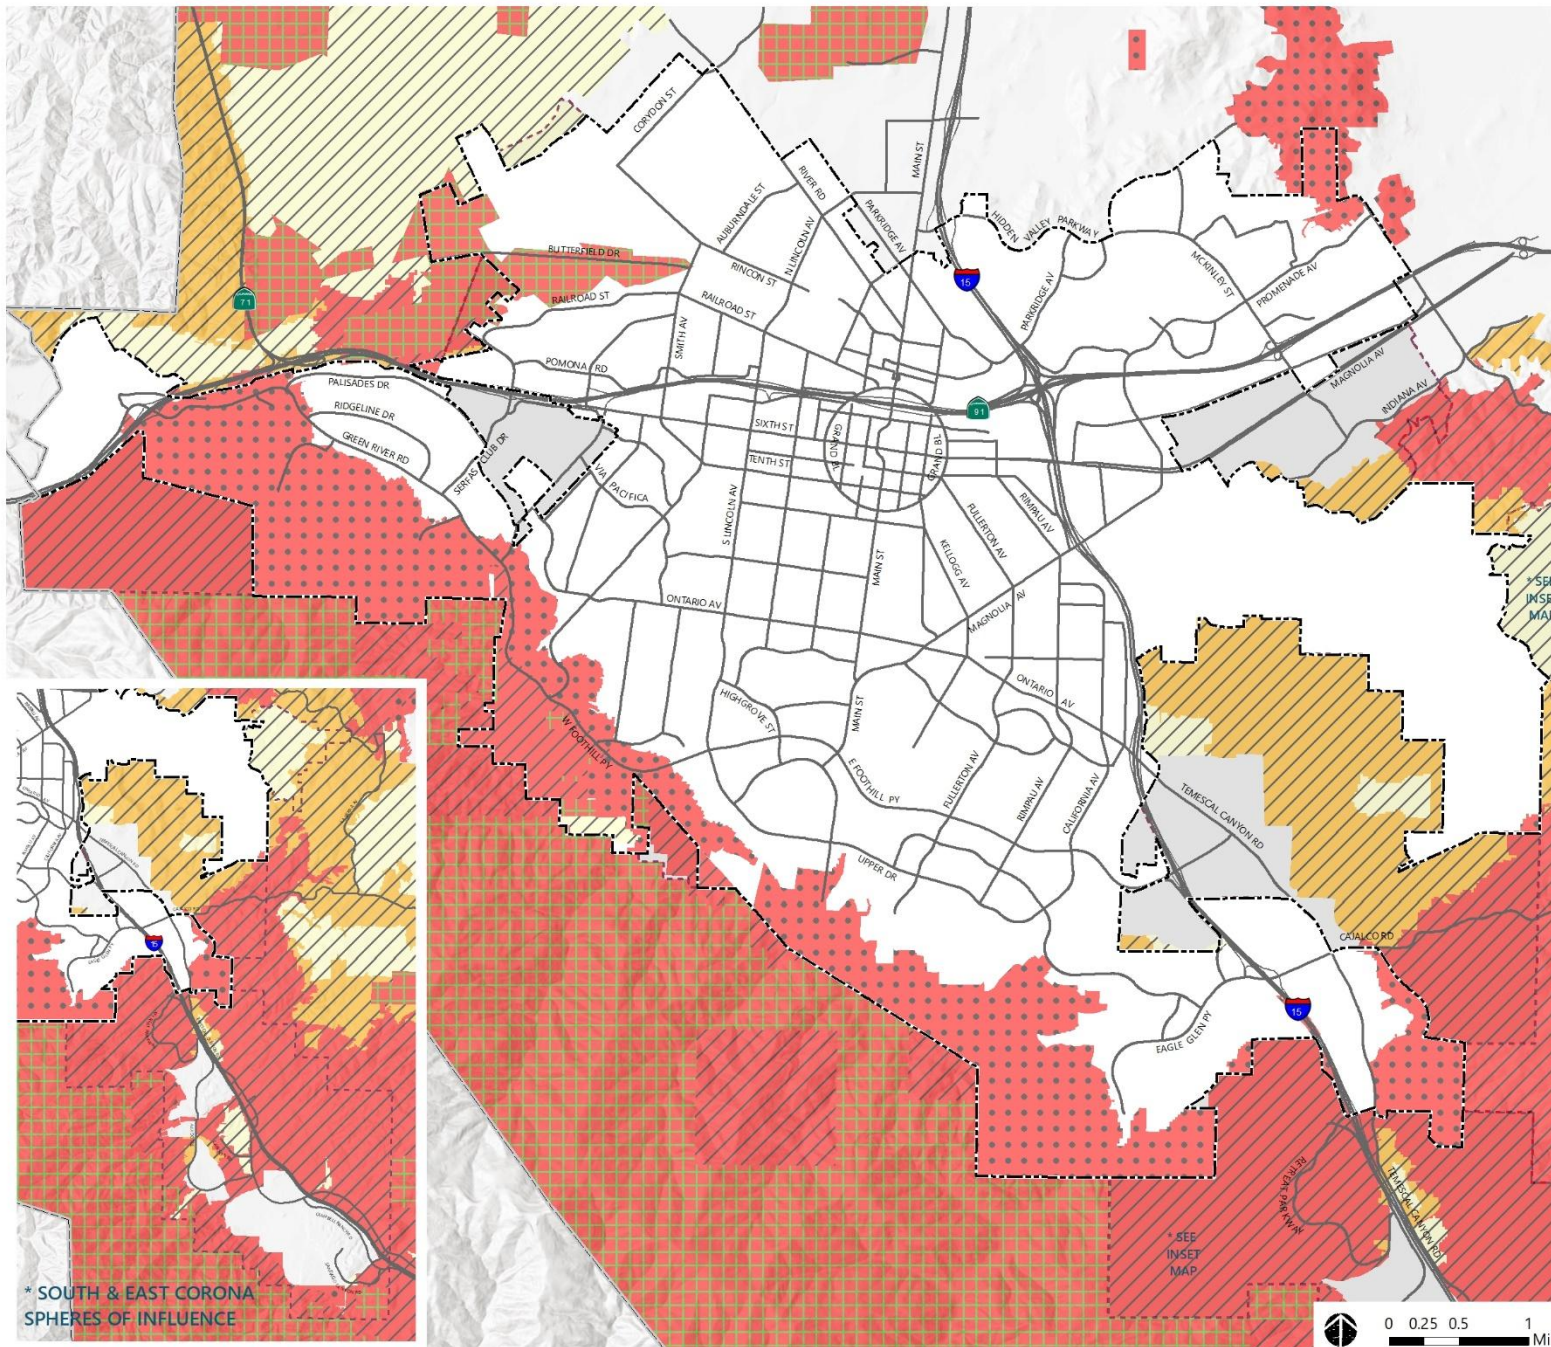 CORYDON ST
MAIN ST
RIVER RD
AUBURNDALE ST
PARKRIDGE AV
N LINCOLN AV
HIDDEN
VALLEY PARKWAY
BUTTERFIELD DR
RINCON ST
MCKINLEY ST
PROMENADE AV
15
71
RAILROAD ST
RAILROAD ST
PARKRIDGE AV
SMITH AV
POMONA RD
MAGNOLIA AV
PALISADES DR
INDIANA AV
RIDGELINE DR
91
SIXTH ST
GRAND BL
GRAND BL
GREEN RIVER RD
SERFAS CLUB DR
TENTH ST
VIA PACIFICA
S LINCOLN AV
RIMPAU AV
FULLERTON AV
KELLOGG AV
MAIN ST
ONTARIO AV
MAGNOLIA AV
* SEE
INSET
MAP
ONTARIO AV
HIGHGROVE ST
MAIN ST
W FOOTHILL PY
E FOOTHILL PY
FULLERTON AV
RIMPAU AV
CALIFORNIA AV
TEMESCAL CANYON RD
UPPER DR
CAJALCO RD
15
EAGLE GLEN PY
RETREAT PARKWAY
TEMESCAL CANYON RD
* SEE
INSET
MAP
15
* SOUTH & EAST CORONA
SPHERES OF INFLUENCE
0 0.25 0.5 1
Mi